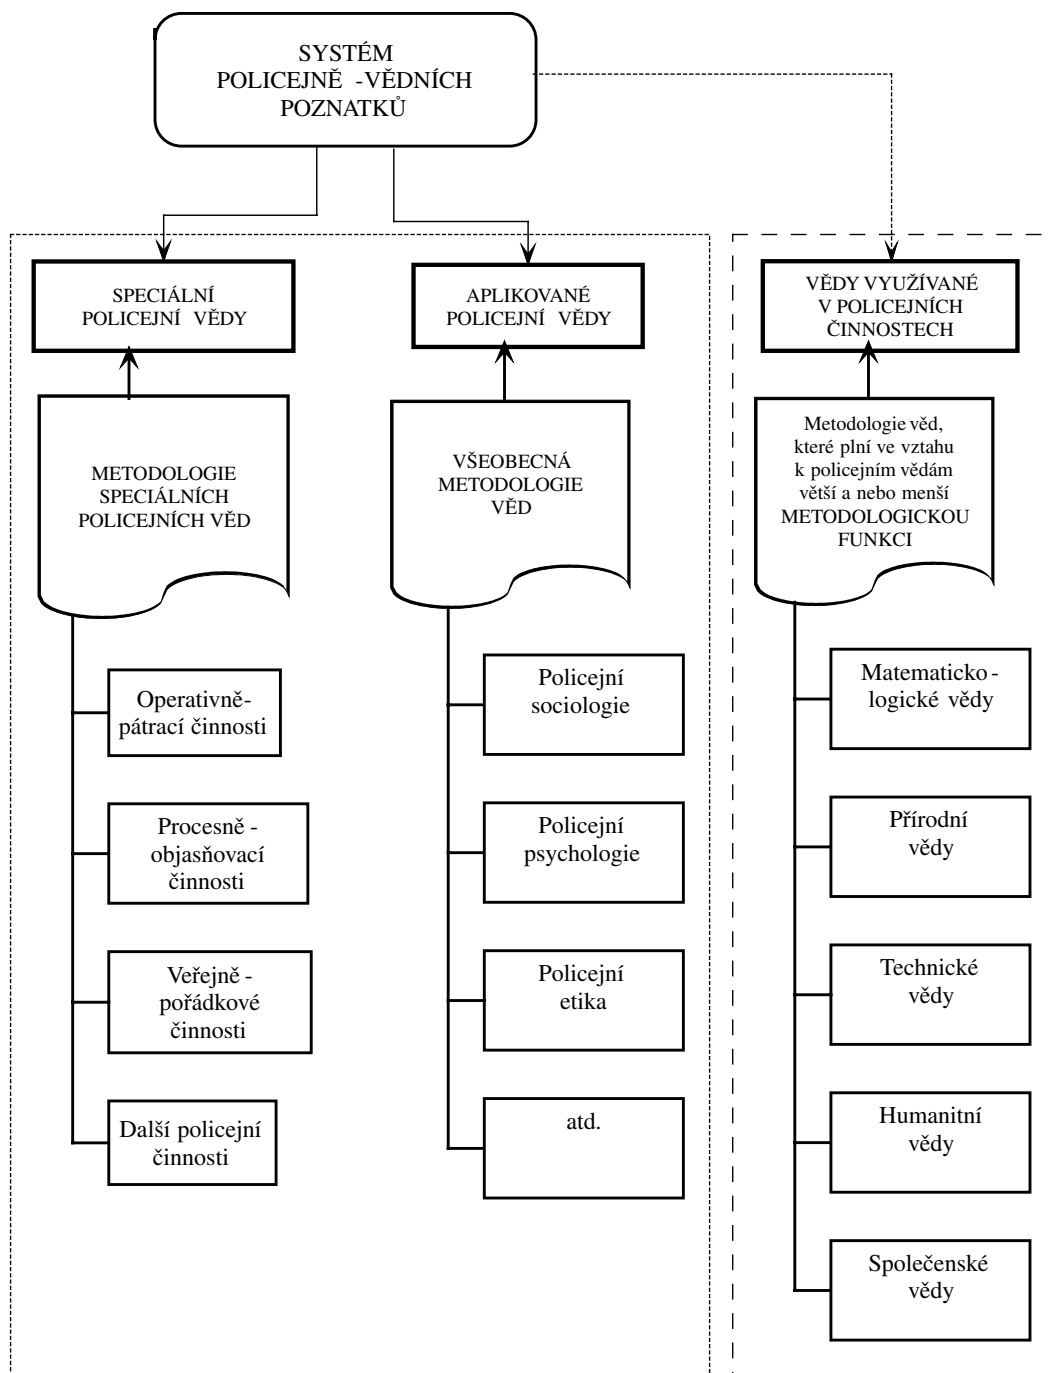 SYSTÉM
POLICEJNĚ -VĚDNÍCH
POZNATKŮ
SPECIÁLNÍ
POLICEJNÍ VĚDY
APLIKOVANÉ
POLICEJNÍ VĚDY
VĚDY VYUŽÍVANÉ
V POLICEJNÍCH
ČINNOSTECH
METODOLOGIE
SPECIÁLNÍCH
POLICEJNÍCH VĚD
VŠEOBECNÁ
METODOLOGIE
VĚD
Metodologie věd,
které plní ve vztahu
k policejním vědám
větší a nebo menší
METODOLOGICKOU
FUNKCI
Operativně-
pátrací činnosti
Procesně -
objasňovací
činnosti
Veřejně -
pořádkové
činnosti
Další policejní
činnosti
Policejní
sociologie
Policejní
psychologie
Policejní
etika
atd.
Matematicko -
logické vědy
Přírodní
vědy
Technické
vědy
Humanitní
vědy
Společenské
vědy